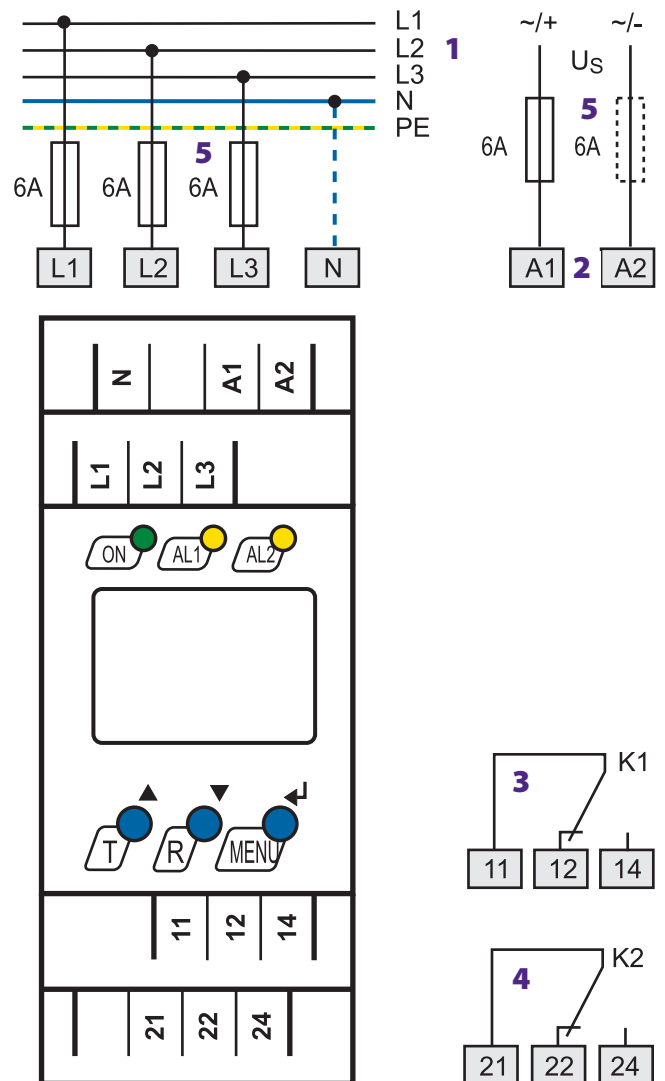 L1
L2 1
L3
N
PE
~/+ ~/-
U_S
5
6A 6A 6A
5
6A 6A
L1 L2 L3 N
A1 2 A2
N A1 A2
L1 L2 L3
ON AL1 AL2
▲ ▼ ↵
T R MENU
11 12 14
21 22 24
K1
3
11 12 14
K2
4
21 22 24